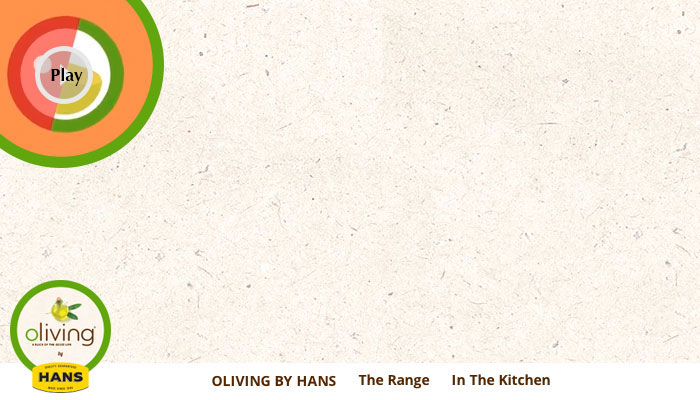 Play
oliving
A SLICE OF THE GOOD LIFE
by
HANS
OLIVING BY HANS The Range In The Kitchen